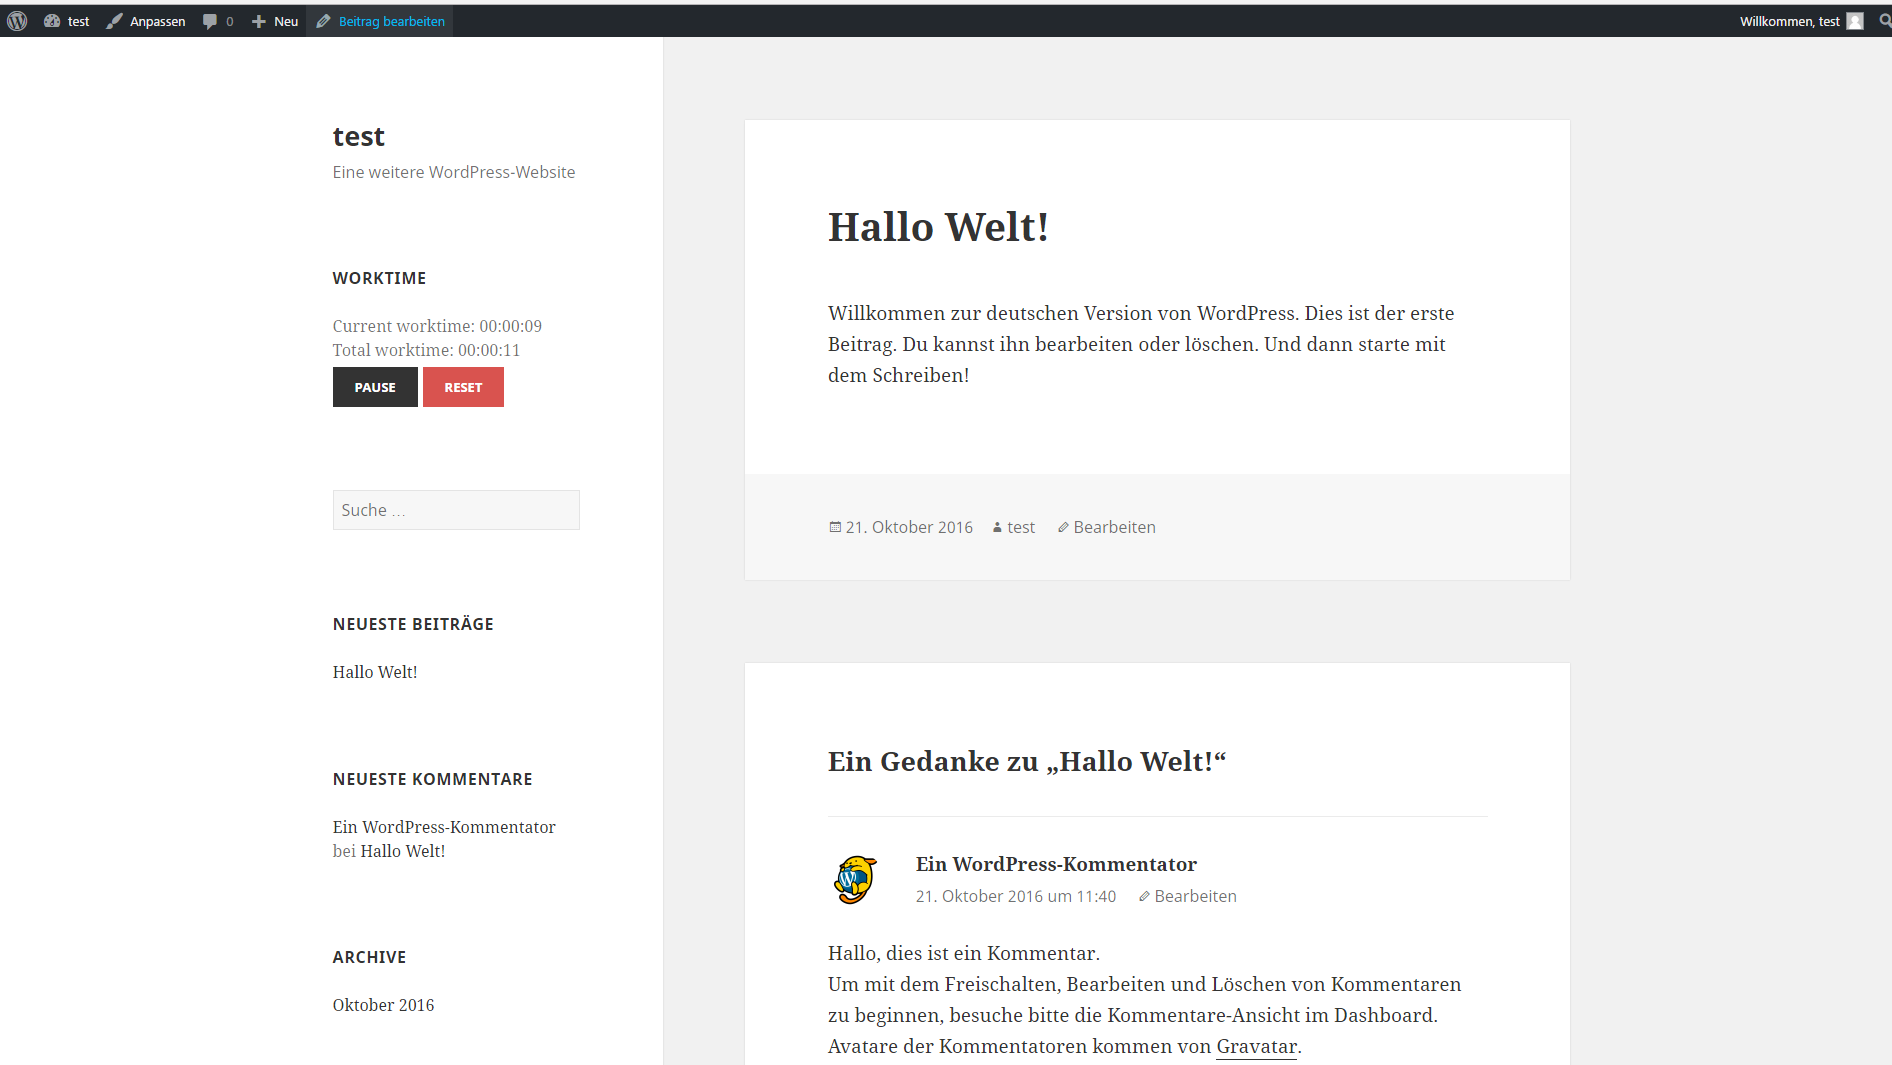 test Anpassen 0 Neu Beitrag bearbeiten Willkommen, test
test
Eine weitere WordPress-Website
WORKTIME
Current worktime: 00:00:09
Total worktime: 00:00:11
PAUSE RESET
Suche …
NEUESTE BEITRÄGE
Hallo Welt!
NEUESTE KOMMENTARE
Ein WordPress-Kommentator
bei Hallo Welt!
ARCHIVE
Oktober 2016
Hallo Welt!
Willkommen zur deutschen Version von WordPress. Dies ist der erste
Beitrag. Du kannst ihn bearbeiten oder löschen. Und dann starte mit
dem Schreiben!
21. Oktober 2016 test Bearbeiten
Ein Gedanke zu „Hallo Welt!“
Ein WordPress-Kommentator
21. Oktober 2016 um 11:40 Bearbeiten
Hallo, dies ist ein Kommentar.
Um mit dem Freischalten, Bearbeiten und Löschen von Kommentaren
zu beginnen, besuche bitte die Kommentare-Ansicht im Dashboard.
Avatare der Kommentatoren kommen von Gravatar.